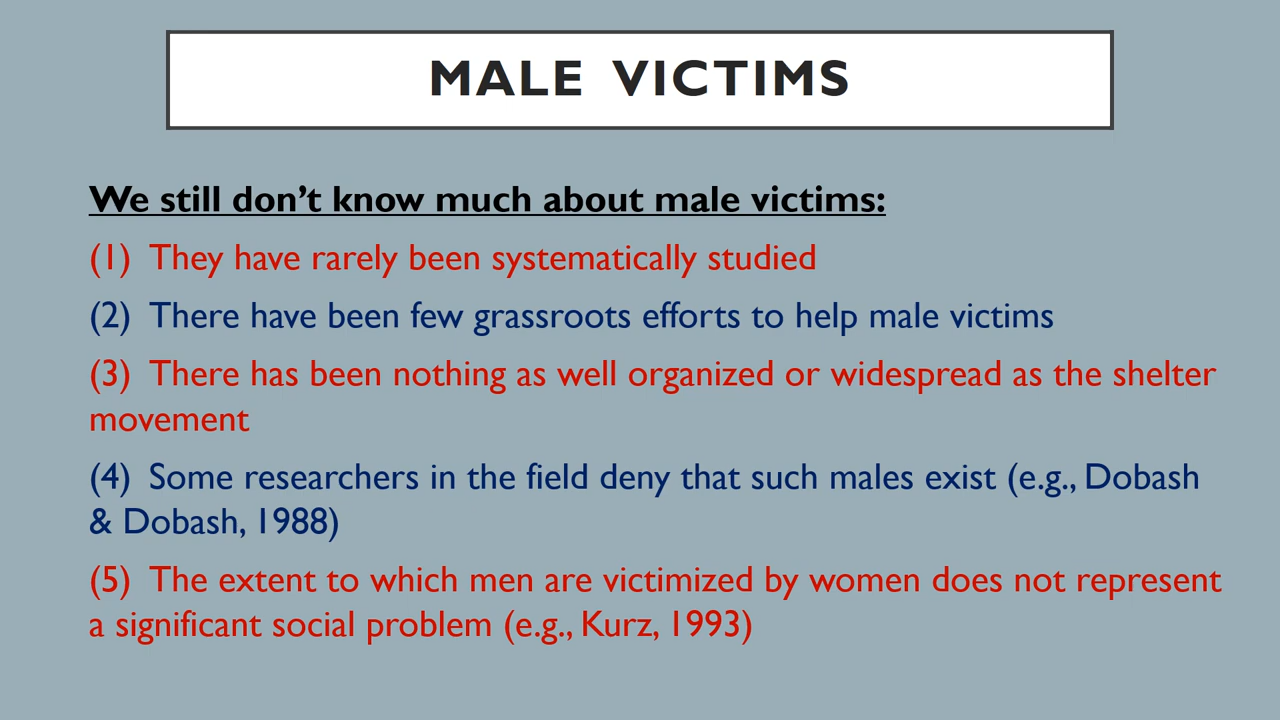 MALE VICTIMS
We still don’t know much about male victims:
(1) They have rarely been systematically studied
(2) There have been few grassroots efforts to help male victims
(3) There has been nothing as well organized or widespread as the shelter
movement
(4) Some researchers in the field deny that such males exist (e.g., Dobash
& Dobash, 1988)
(5) The extent to which men are victimized by women does not represent
a significant social problem (e.g., Kurz, 1993)